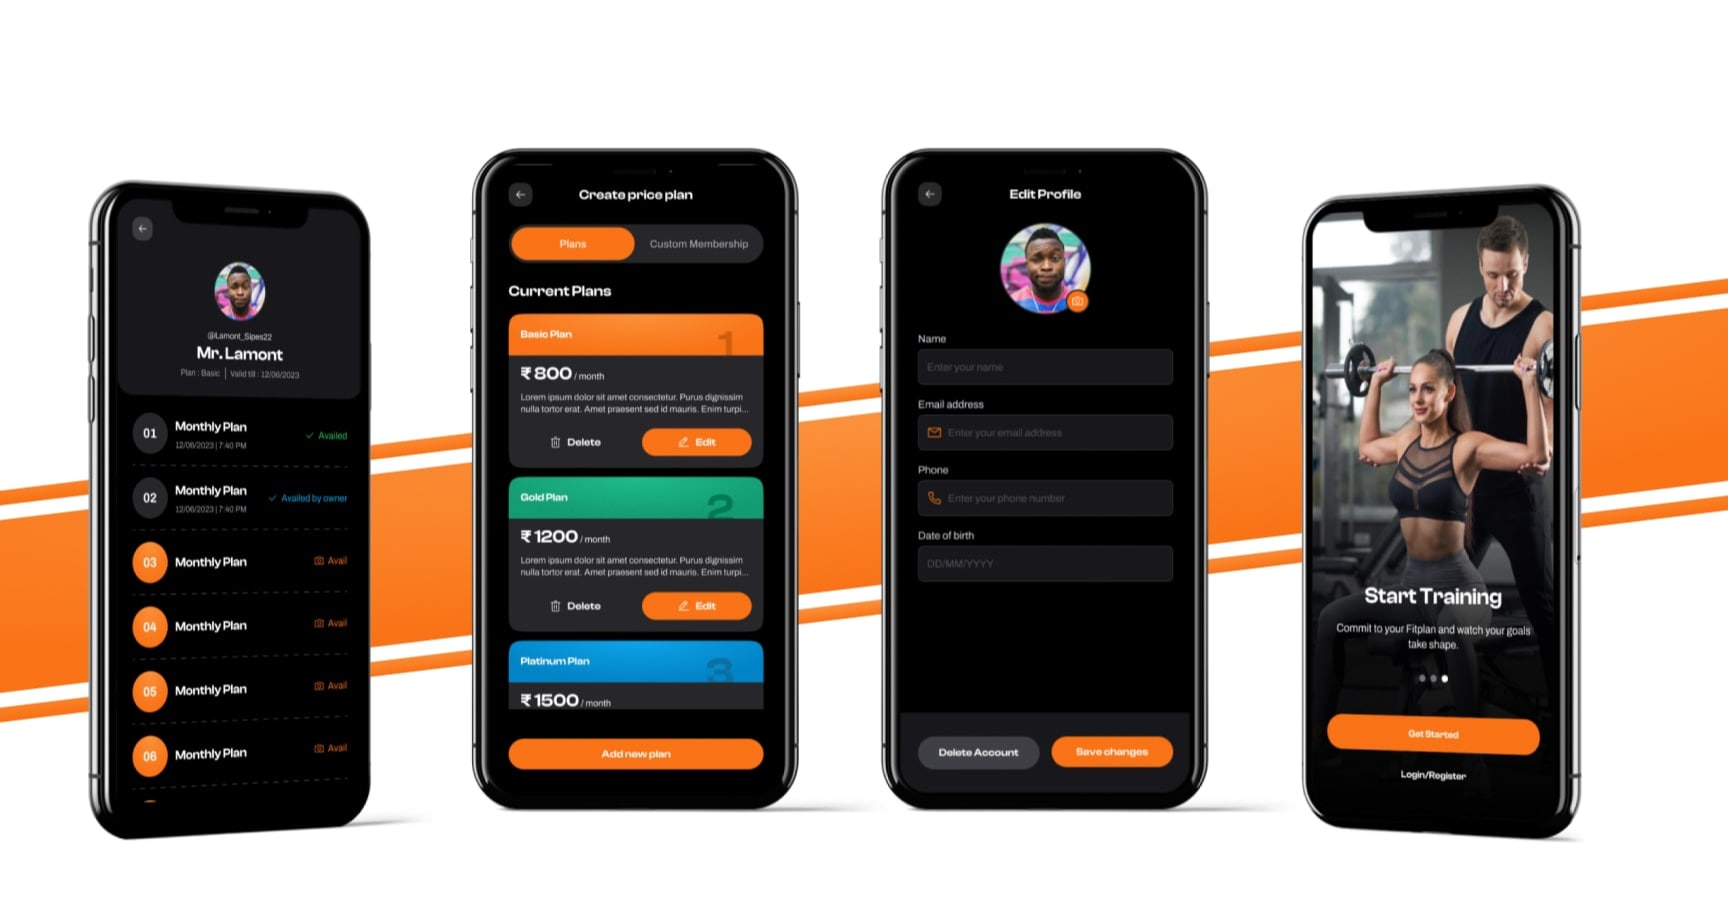 @Lamont_Sipes22
Mr. Lamont
Plan : Basic | Valid till : 12/06/2023
01
Monthly Plan
12/06/2023 | 7:40 PM
Availed
02
Monthly Plan
12/06/2023 | 7:40 PM
Availed by owner
03
Monthly Plan
Avail
04
Monthly Plan
Avail
05
Monthly Plan
Avail
06
Monthly Plan
Avail
Create price plan
Plans
Custom Membership
Current Plans
Basic Plan
1
₹ 800 / month
Lorem ipsum dolor sit amet consectetur. Purus dignissim
nulla tortor erat. Amet praesent sed id mauris. Enim turpi...
Delete
Edit
Gold Plan
2
₹ 1200 / month
Lorem ipsum dolor sit amet consectetur. Purus dignissim
nulla tortor erat. Amet praesent sed id mauris. Enim turpi...
Delete
Edit
Platinum Plan
3
₹ 1500 / month
Add new plan
Edit Profile
Name
Enter your name
Email address
Enter your email address
Phone
Enter your phone number
Date of birth
DD/MM/YYYY
Delete Account
Save changes
Start Training
Commit to your Fitplan and watch your goals
take shape.
Get Started
Login/Register